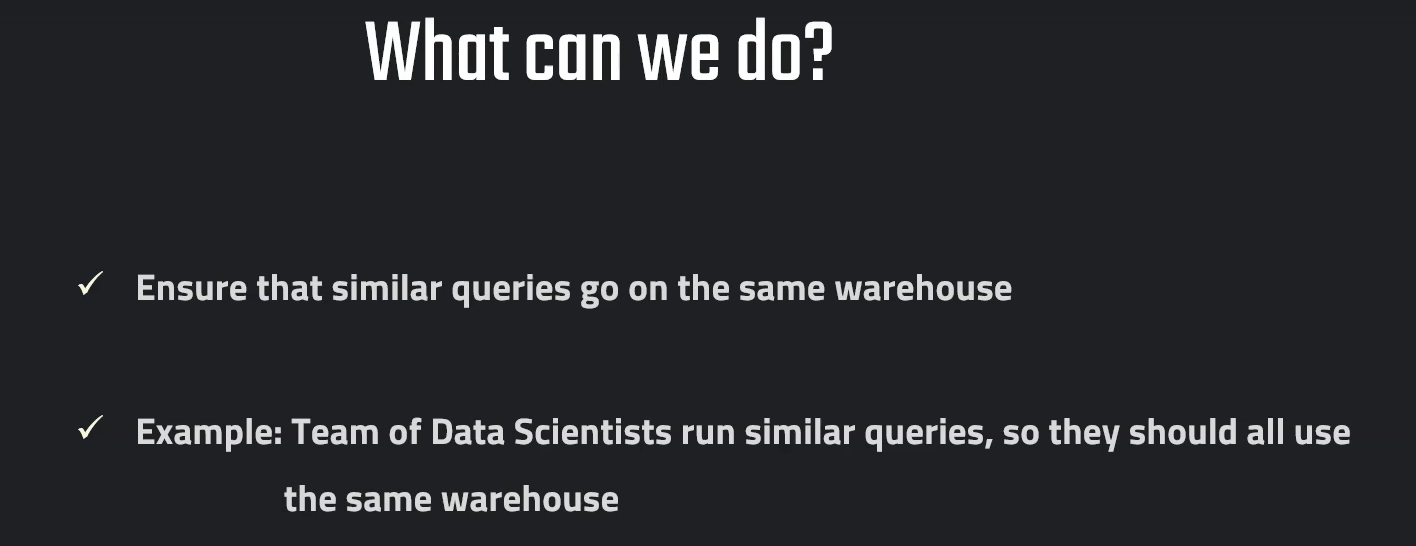 What can we do?
✓ Ensure that similar queries go on the same warehouse
✓ Example: Team of Data Scientists run similar queries, so they should all use
the same warehouse